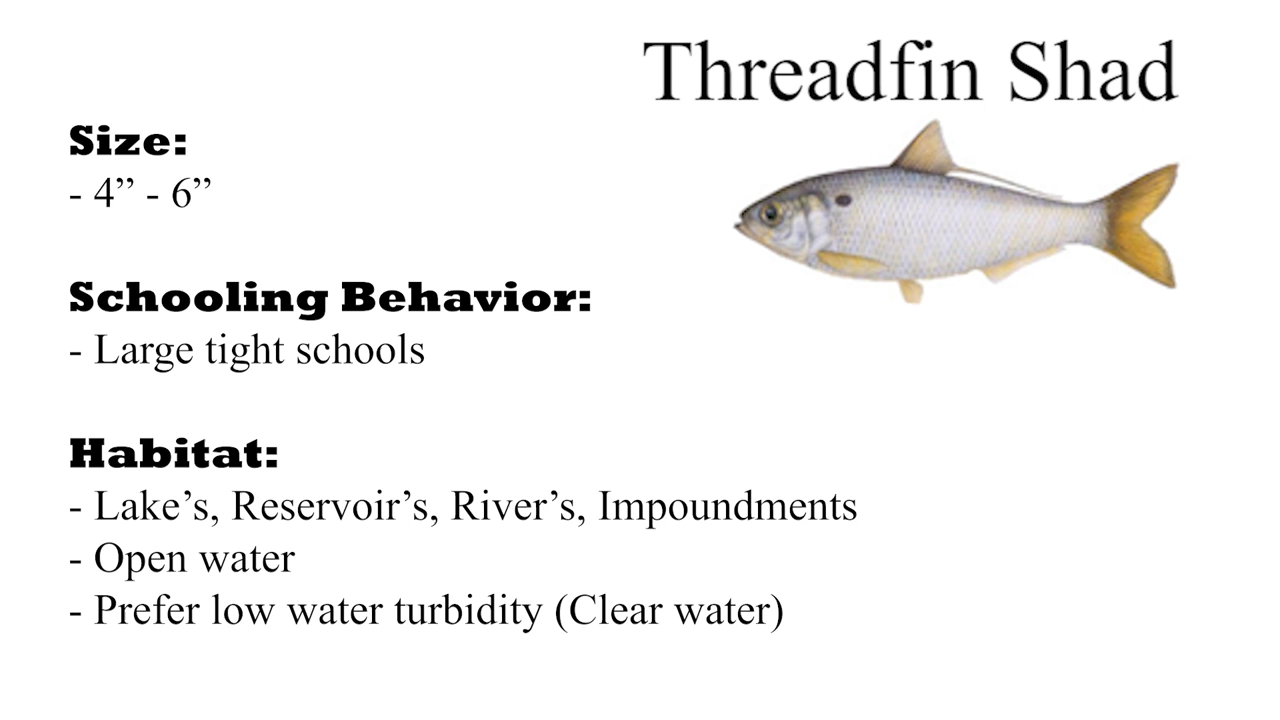 Threadfin Shad
Size:
- 4” - 6”
Schooling Behavior:
- Large tight schools
Habitat:
- Lake’s, Reservoir’s, River’s, Impoundments
- Open water
- Prefer low water turbidity (Clear water)